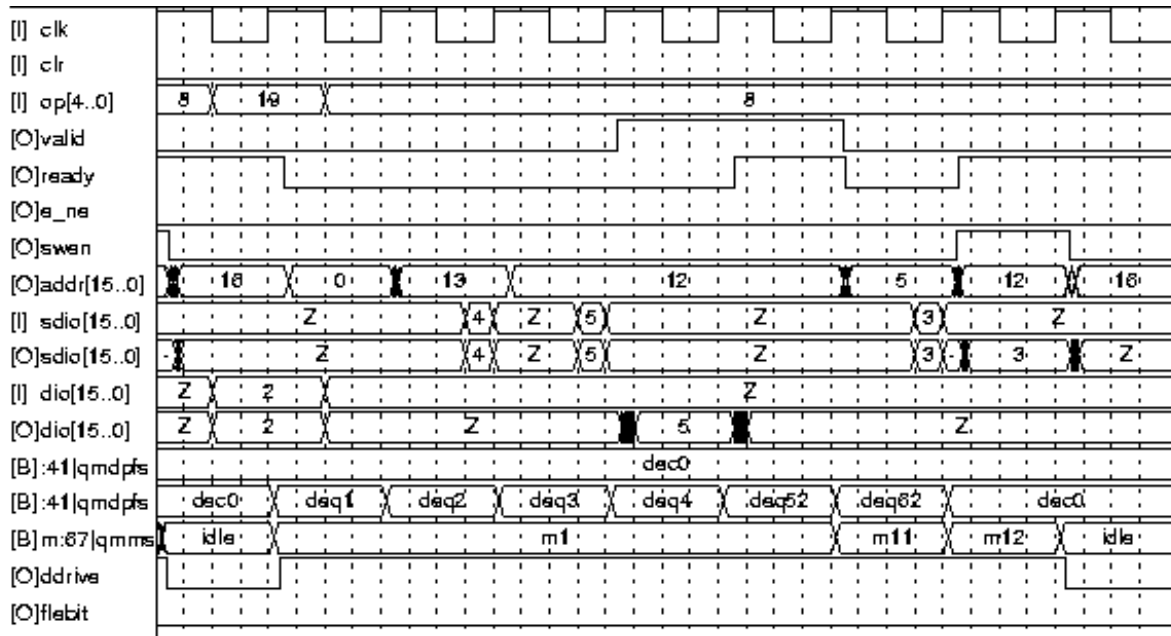 [I] clk
[I] clr
[I] op[4..0] 8 19 8
[O]valid
[O]ready
[O]e_ne
[O]swen
[O]addr[15..0] 16 0 13 12 5 12 16
[I] sdio[15..0] Z 4 Z 5 Z 3 Z
[O]sdio[15..0] - Z 4 Z 5 Z 3 - 3 Z
[I] dio[15..0] Z 2 Z
[O]dio[15..0] Z 2 Z 5 Z
[B]:41|qmdpfs dec0
[B]:41|qmdpfs dec0 deq1 deq2 deq3 deq4 deq52 deq62 dec0
[B]m:67|qmms idle m1 m11 m12 idle
[O]ddrive
[O]flebit